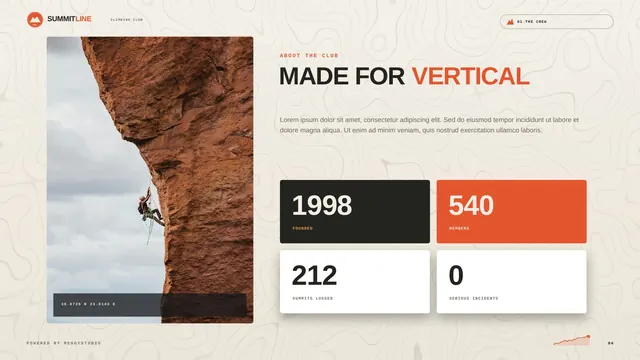 SUMMITLINE
CLIMBING CLUB
01 THE CREW
ABOUT THE CLUB
MADE FOR VERTICAL
Lorem ipsum dolor sit amet, consectetur adipiscing elit. Sed do eiusmod tempor incididunt ut labore et
dolore magna aliqua. Ut enim ad minim veniam, quis nostrud exercitation ullamco laboris.
1998
FOUNDED
540
MEMBERS
212
SUMMITS LOGGED
0
SERIOUS INCIDENTS
POWERED BY REGGYSTUDIO
04